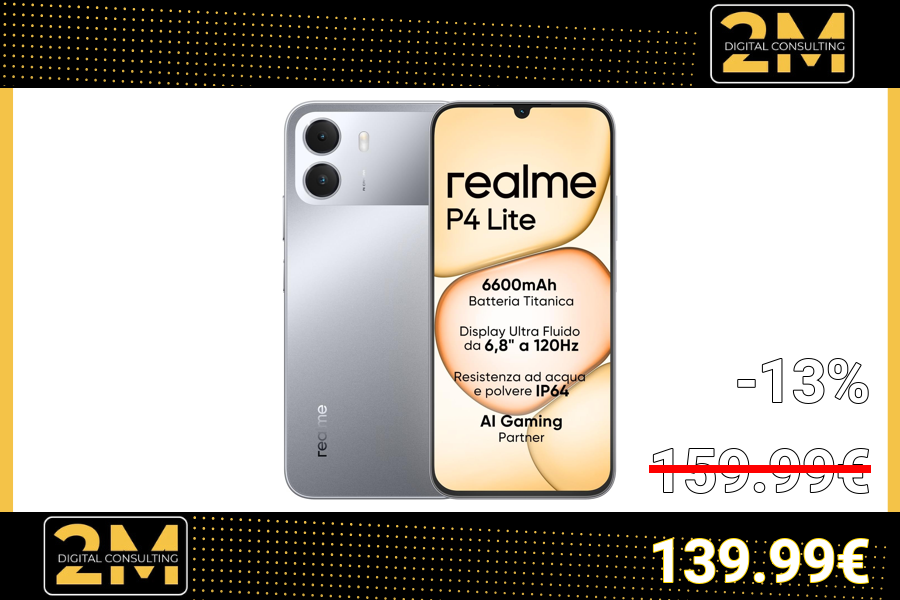 2M
DIGITAL CONSULTING
realme
P4 Lite
6600mAh
Batteria Titanica
Display Ultra Fluido
da 6,8" a 120Hz
Resistenza ad acqua
e polvere IP64
AI Gaming
Partner
realme
-13%
159.99€
2M
DIGITAL CONSULTING
139.99€